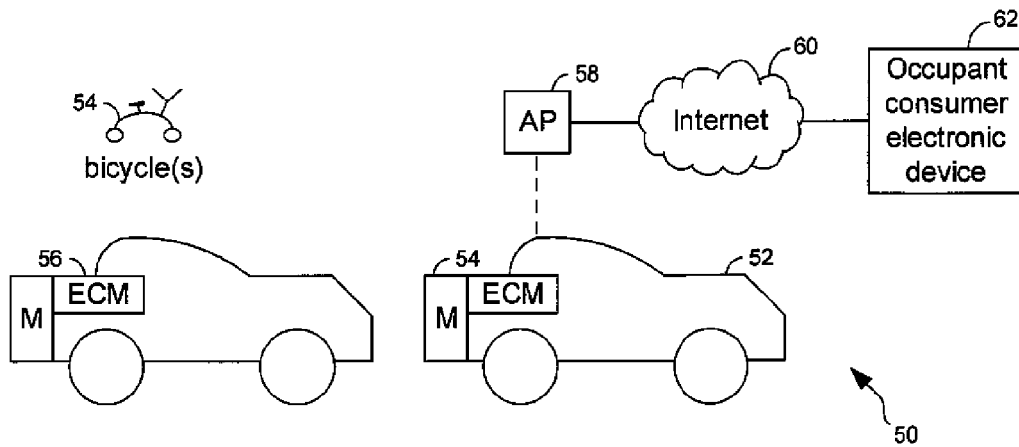 62
60
58
Occupant
consumer
electronic
device
54
AP
Internet
bicycle(s)
56
54
52
ECM
ECM
M
M
50